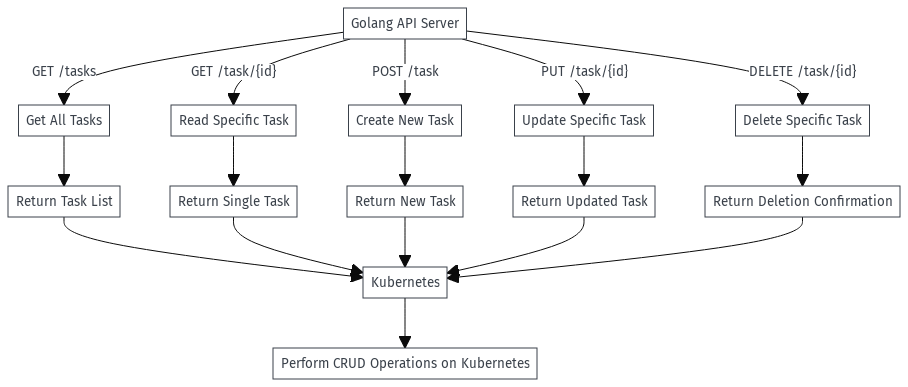 Golang API Server
GET /tasks
GET /task/{id}
POST /task
PUT /task/{id}
DELETE /task/{id}
Get All Tasks
Read Specific Task
Create New Task
Update Specific Task
Delete Specific Task
Return Task List
Return Single Task
Return New Task
Return Updated Task
Return Deletion Confirmation
Kubernetes
Perform CRUD Operations on Kubernetes